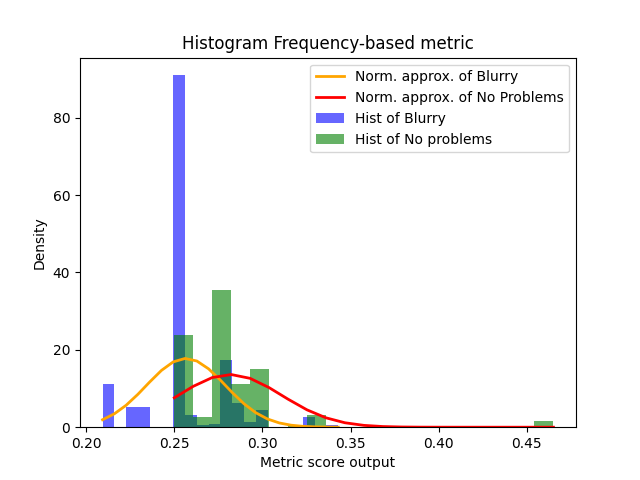 Histogram Frequency-based metric
Norm. approx. of Blurry
Norm. approx. of No Problems
Hist of Blurry
Hist of No problems
80
60
40
20
0
Density
0.20 0.25 0.30 0.35 0.40 0.45
Metric score output